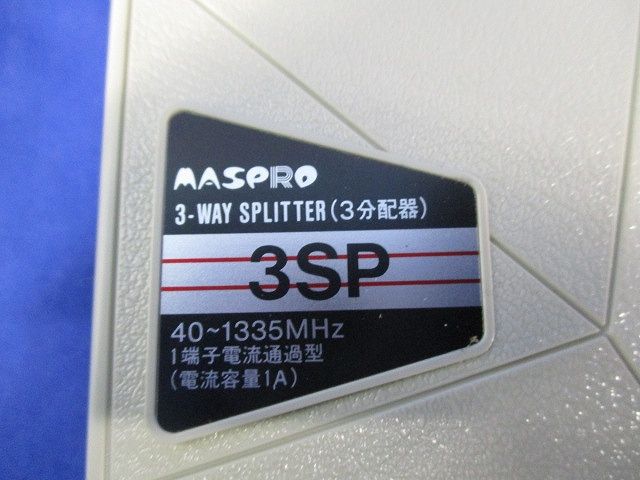 MASPRO
3-WAY SPLITTER(3分配器)
3SP
40~1335MHz
1端子電流通過型
(電流容量1A)